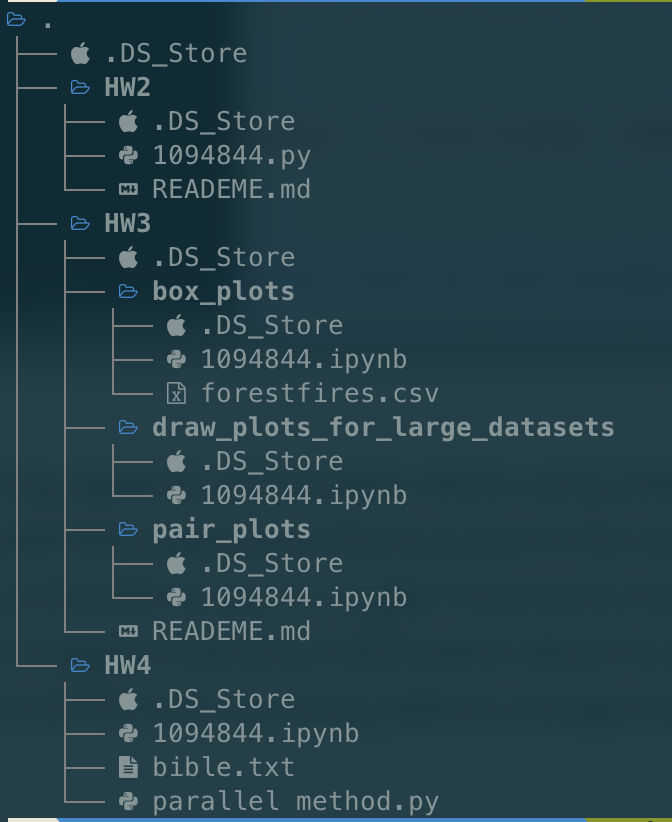 .
.DS_Store
HW2
.DS_Store
1094844.py
READEME.md
HW3
.DS_Store
box_plots
.DS_Store
1094844.ipynb
forestfires.csv
draw_plots_for_large_datasets
.DS_Store
1094844.ipynb
pair_plots
.DS_Store
1094844.ipynb
READEME.md
HW4
.DS_Store
1094844.ipynb
bible.txt
parallel method.py